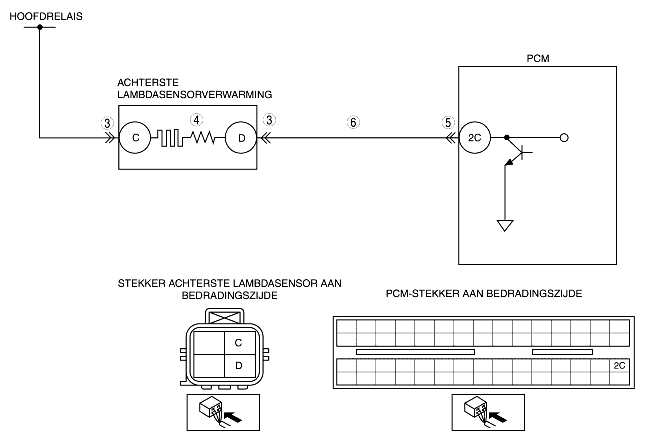 HOOFDRELAIS
PCM
ACHTERSTE
LAMBDASENSORVERWARMING
3
4
3
6
5
C
D
2C
STEKKER ACHTERSTE LAMBDASENSOR AAN
BEDRADINGSZIJDE
PCM-STEKKER AAN BEDRADINGSZIJDE
C
D
2C